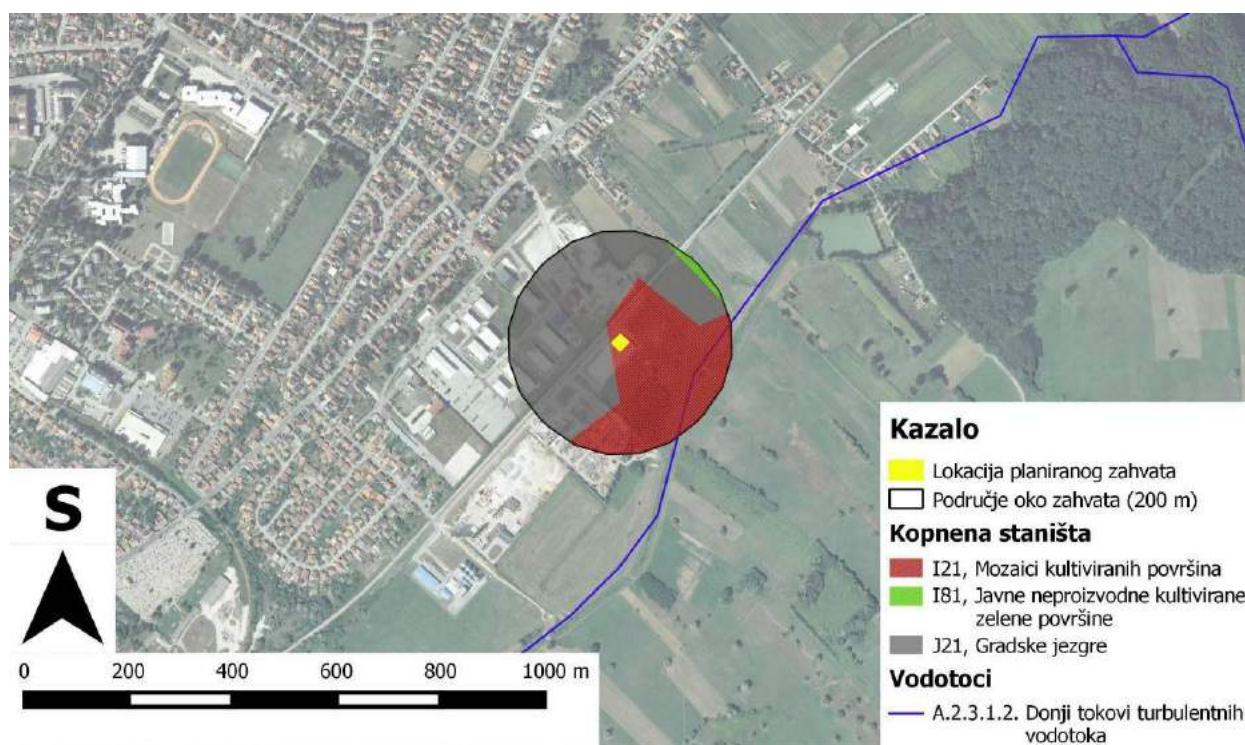 S
0 200 400 600 800 1000 m
Kazalo
Lokacija planiranog zahvata
Područje oko zahvata (200 m)
Kopnena staništa
I21, Mozaici kultiviranih površina
I81, Javne neproizvodne kultivirane
zelene površine
J21, Gradske jezgre
Vodotoci
A.2.3.1.2. Donji tokovi turbulentnih
vodotoka